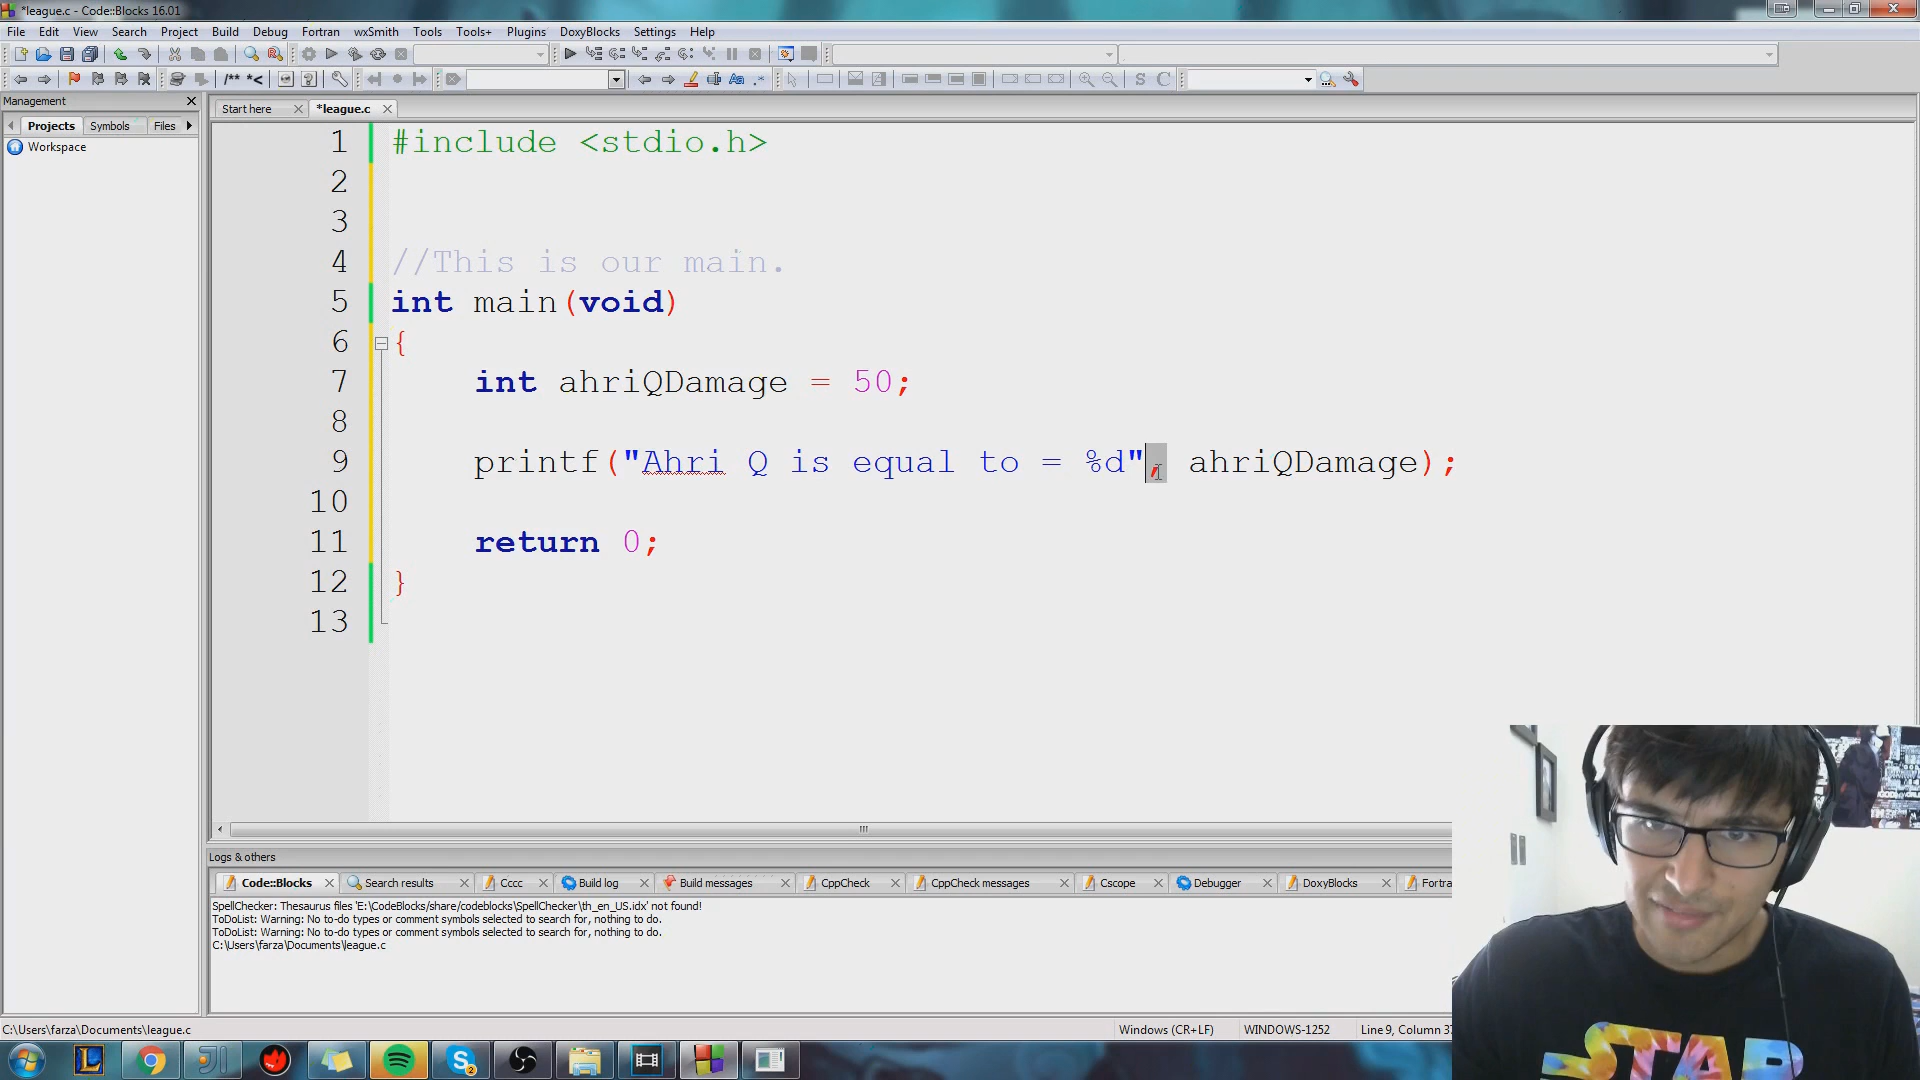 *league.c - Code::Blocks 16.01
File Edit View Search Project Build Debug Fortran wxSmith Tools Tools+ Plugins DoxyBlocks Settings Help
/** *<
S C
Management
Start here *league.c
Projects Symbols Files
Workspace
1 #include <stdio.h>
2
3
4 //This is our main.
5 int main(void)
6 {
7 int ahriQDamage = 50;
8
9 printf("Ahri Q is equal to = %d", ahriQDamage);
10
11 return 0;
12 }
13
Logs & others
Code::Blocks Search results Cccc Build log Build messages CppCheck CppCheck messages Cscope Debugger DoxyBlocks Fortra
SpellChecker: Thesaurus files 'E:\CodeBlocks/share/codeblocks\SpellChecker\th_en_US.idx' not found!
ToDoList: Warning: No to-do types or comment symbols selected to search for, nothing to do.
ToDoList: Warning: No to-do types or comment symbols selected to search for, nothing to do.
C:\Users\farza\Documents\league.c
C:\Users\farza\Documents\league.c Windows (CR+LF) WINDOWS-1252 Line 9, Column 37
STAR